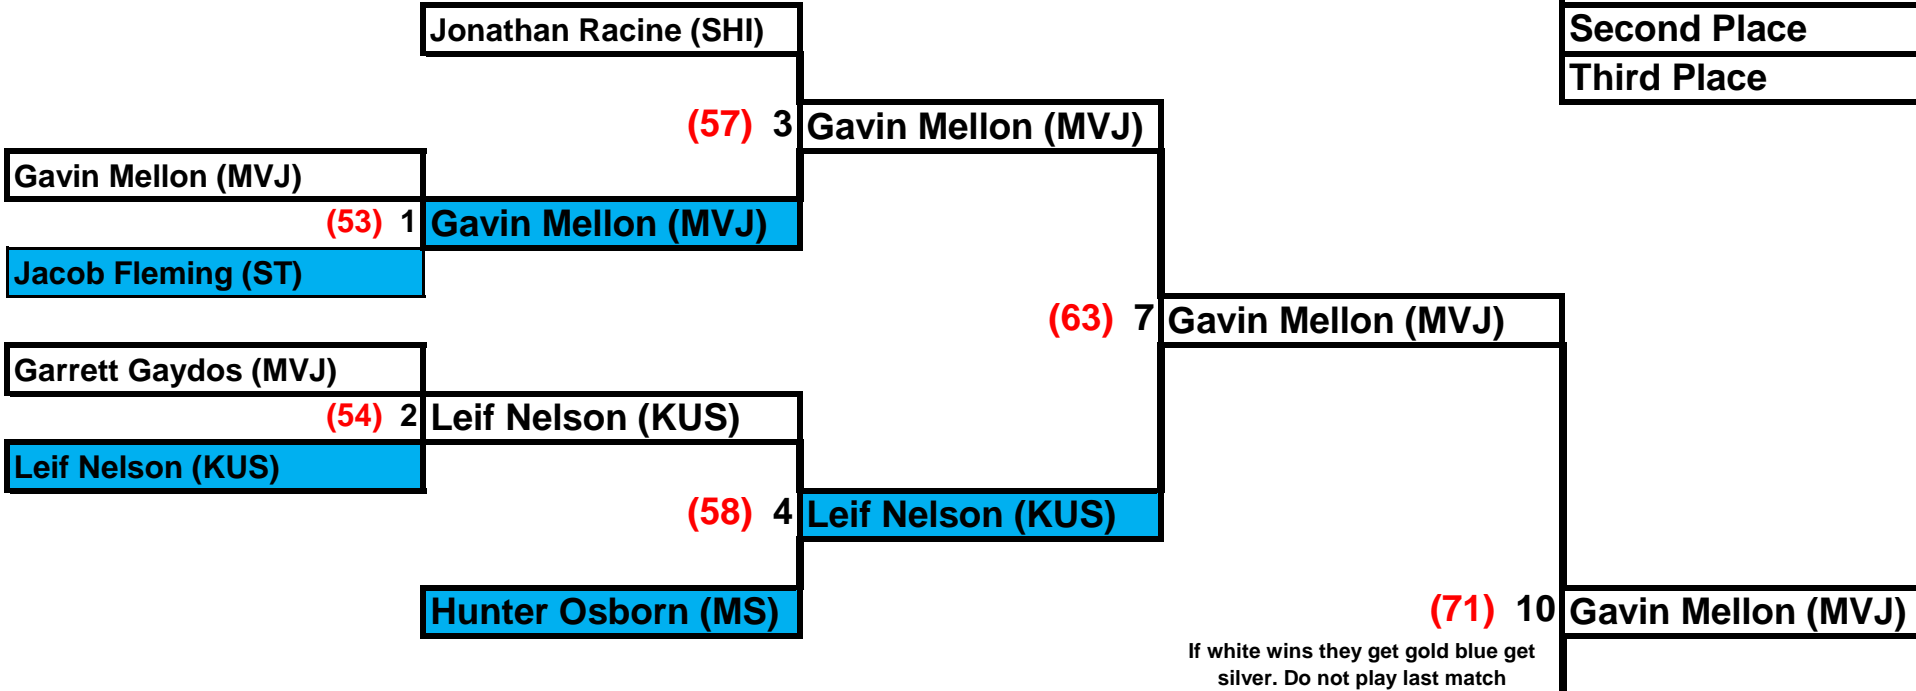 Jonathan Racine (SHI)
Second Place
Third Place
(57) 3 Gavin Mellon (MVJ)
Gavin Mellon (MVJ)
(53) 1 Gavin Mellon (MVJ)
Jacob Fleming (ST)
(63) 7 Gavin Mellon (MVJ)
Garrett Gaydos (MVJ)
(54) 2 Leif Nelson (KUS)
Leif Nelson (KUS)
(58) 4 Leif Nelson (KUS)
Hunter Osborn (MS)
(71) 10 Gavin Mellon (MVJ)
If white wins they get gold blue get
silver. Do not play last match